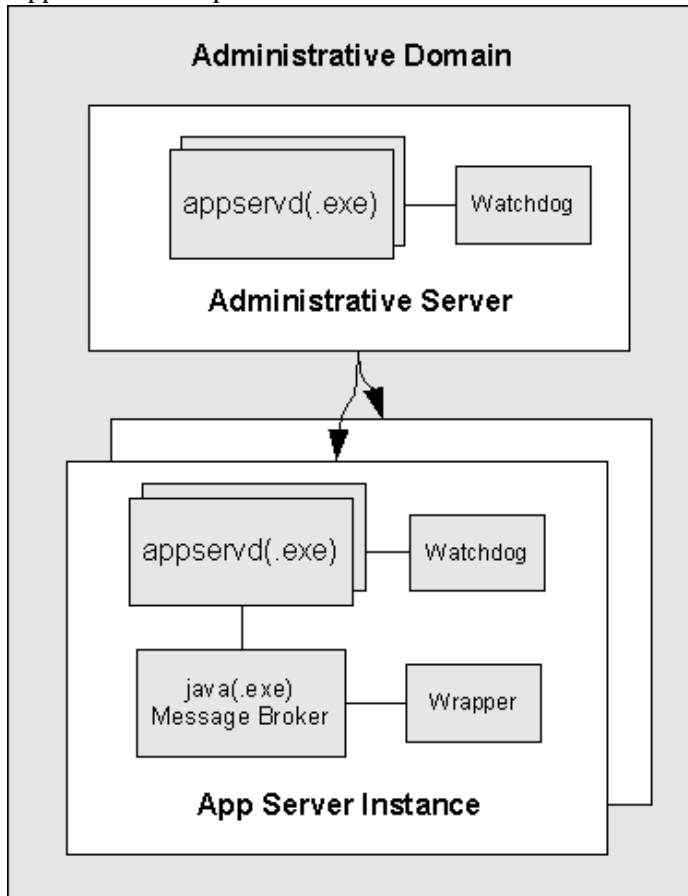 Administrative Domain
appservd(.exe)
Watchdog
Administrative Server
appservd(.exe)
Watchdog
java(.exe)
Message Broker
Wrapper
App Server Instance